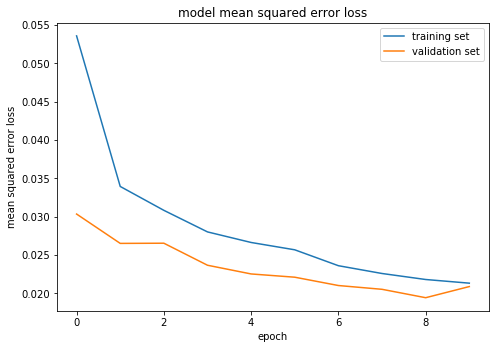 model mean squared error loss
0.055
0.050
0.045
0.040
0.035
0.030
0.025
0.020
mean squared error loss
training set
validation set
0 2 4 6 8
epoch